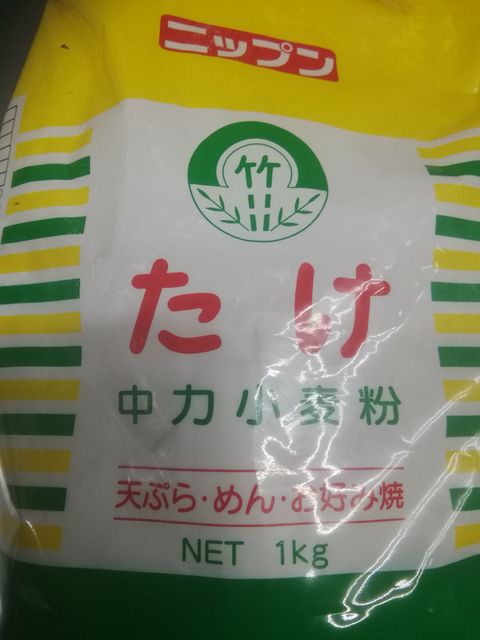 ニップン
竹
たけ
中力小麦粉
天ぷら・めん・お好み焼
NET 1kg